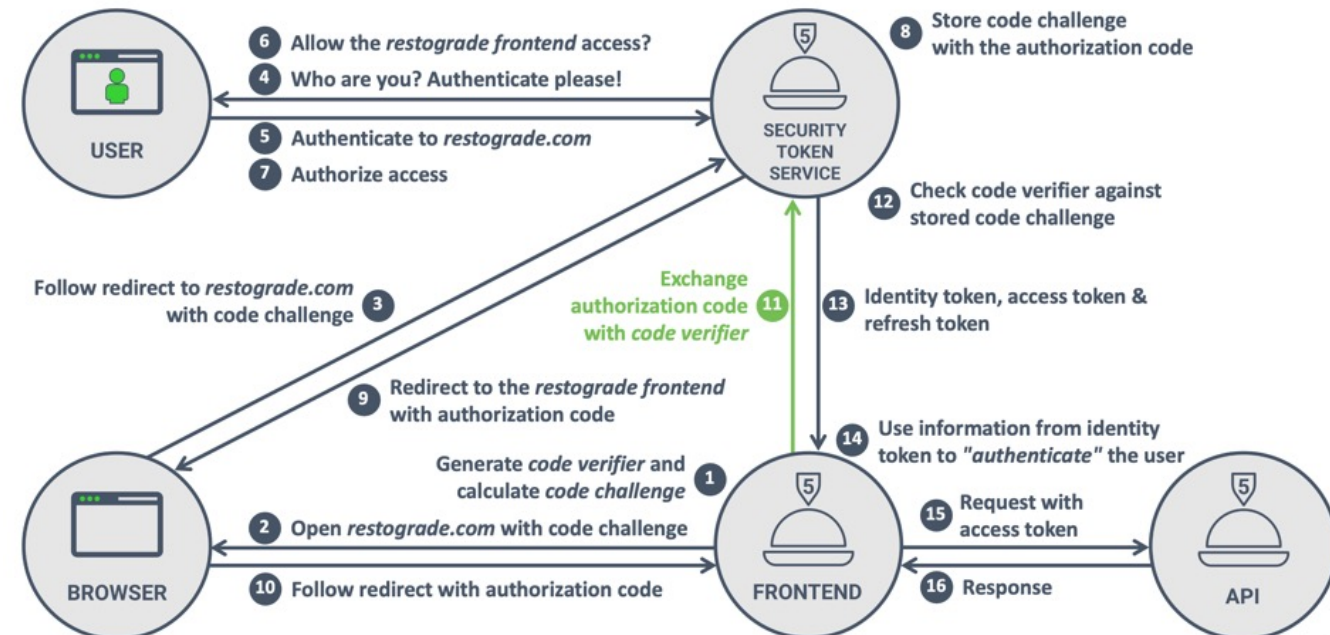 6 Allow the restograde frontend access?
4 Who are you? Authenticate please!
USER
5 Authenticate to restograde.com
7 Authorize access
5
SECURITY
TOKEN
SERVICE
8 Store code challenge
with the authorization code
12 Check code verifier against
stored code challenge
Follow redirect to restograde.com
with code challenge 3
Exchange
authorization code
with code verifier
11
13 Identity token, access token &
refresh token
9 Redirect to the restograde frontend
with authorization code
14 Use information from identity
token to "authenticate" the user
Generate code verifier and
calculate code challenge 1
2 Open restograde.com with code challenge
BROWSER
10 Follow redirect with authorization code
5
FRONTEND
15 Request with
access token
16 Response
5
API